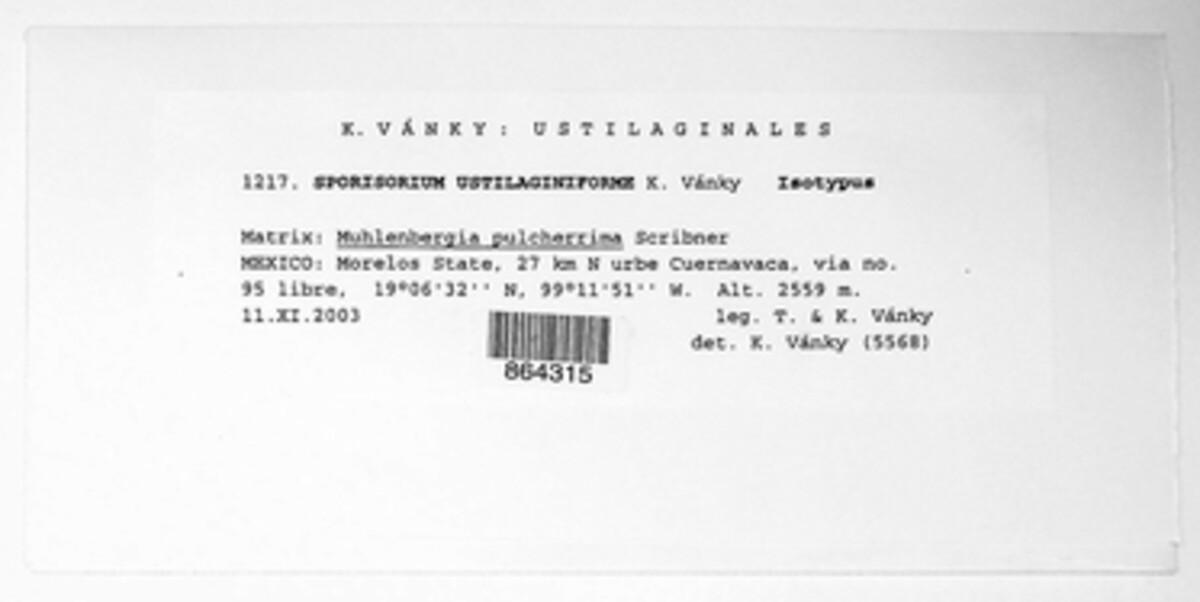 K. VÁNKY: USTILAGINALES
1217. SPORISORIUM USTILAGINIFORME K. Vánky Isotypus
Matrix: Muhlenbergia pulcherrima Scribner
MEXICO: Morelos State, 27 km N urbe Cuernavaca, via no.
95 libre, 19°06'32'' N, 99°11'51'' W. Alt. 2559 m.
11.XI.2003 leg. T. & K. Vánky
det. K. Vánky (5568)
864315